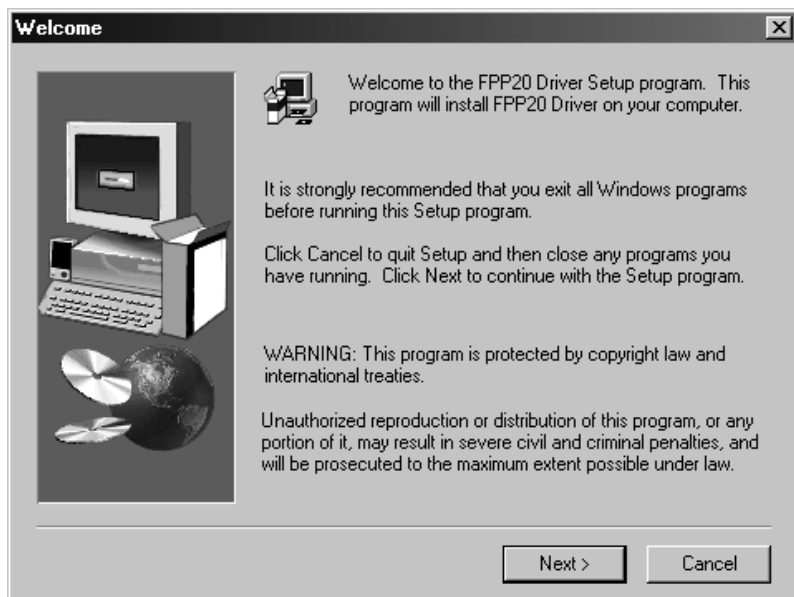 Welcome
Welcome to the FPP20 Driver Setup program. This
program will install FPP20 Driver on your computer.
It is strongly recommended that you exit all Windows programs
before running this Setup program.
Click Cancel to quit Setup and then close any programs you
have running. Click Next to continue with the Setup program.
WARNING: This program is protected by copyright law and
international treaties.
Unauthorized reproduction or distribution of this program, or any
portion of it, may result in severe civil and criminal penalties, and
will be prosecuted to the maximum extent possible under law.
Next >
Cancel